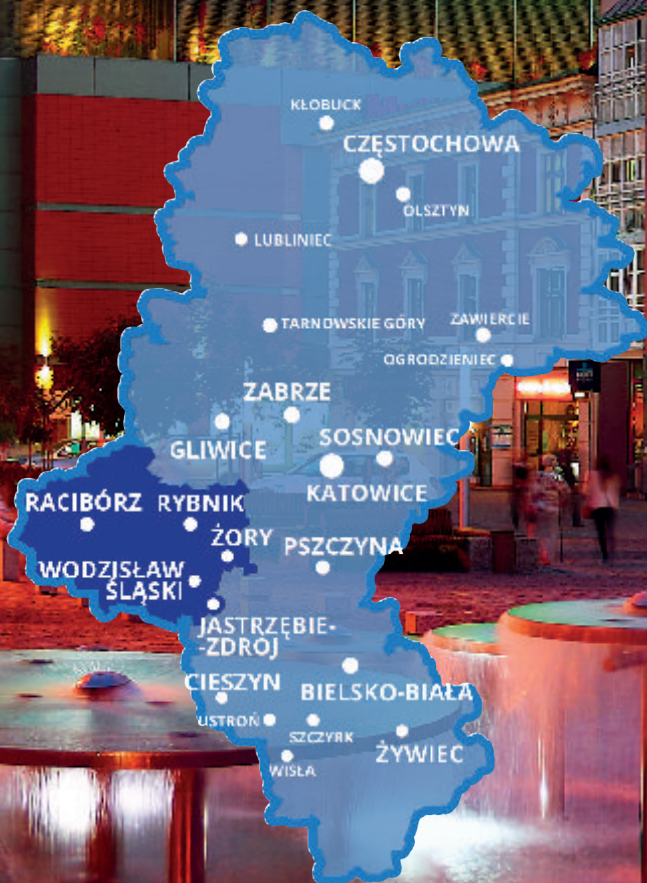 KŁOBUCK
CZĘSTOCHOWA
OLSZTYN
LUBLINIEC
TARNOWSKIE GÓRY
ZAWIERCIE
OGRODZIENIEC
ZABRZE
GLIWICE
SOSNOWIEC
KATOWICE
RACIBÓRZ
RYBNIK
ŻORY
PSZCZYNA
WODZISŁAW
ŚLĄSKI
JASTRZĘBIE-
-ZDRÓJ
CIESZYN
BIELSKO-BIAŁA
USTROŃ
SZCZYRK
ŻYWIEC
WISŁA